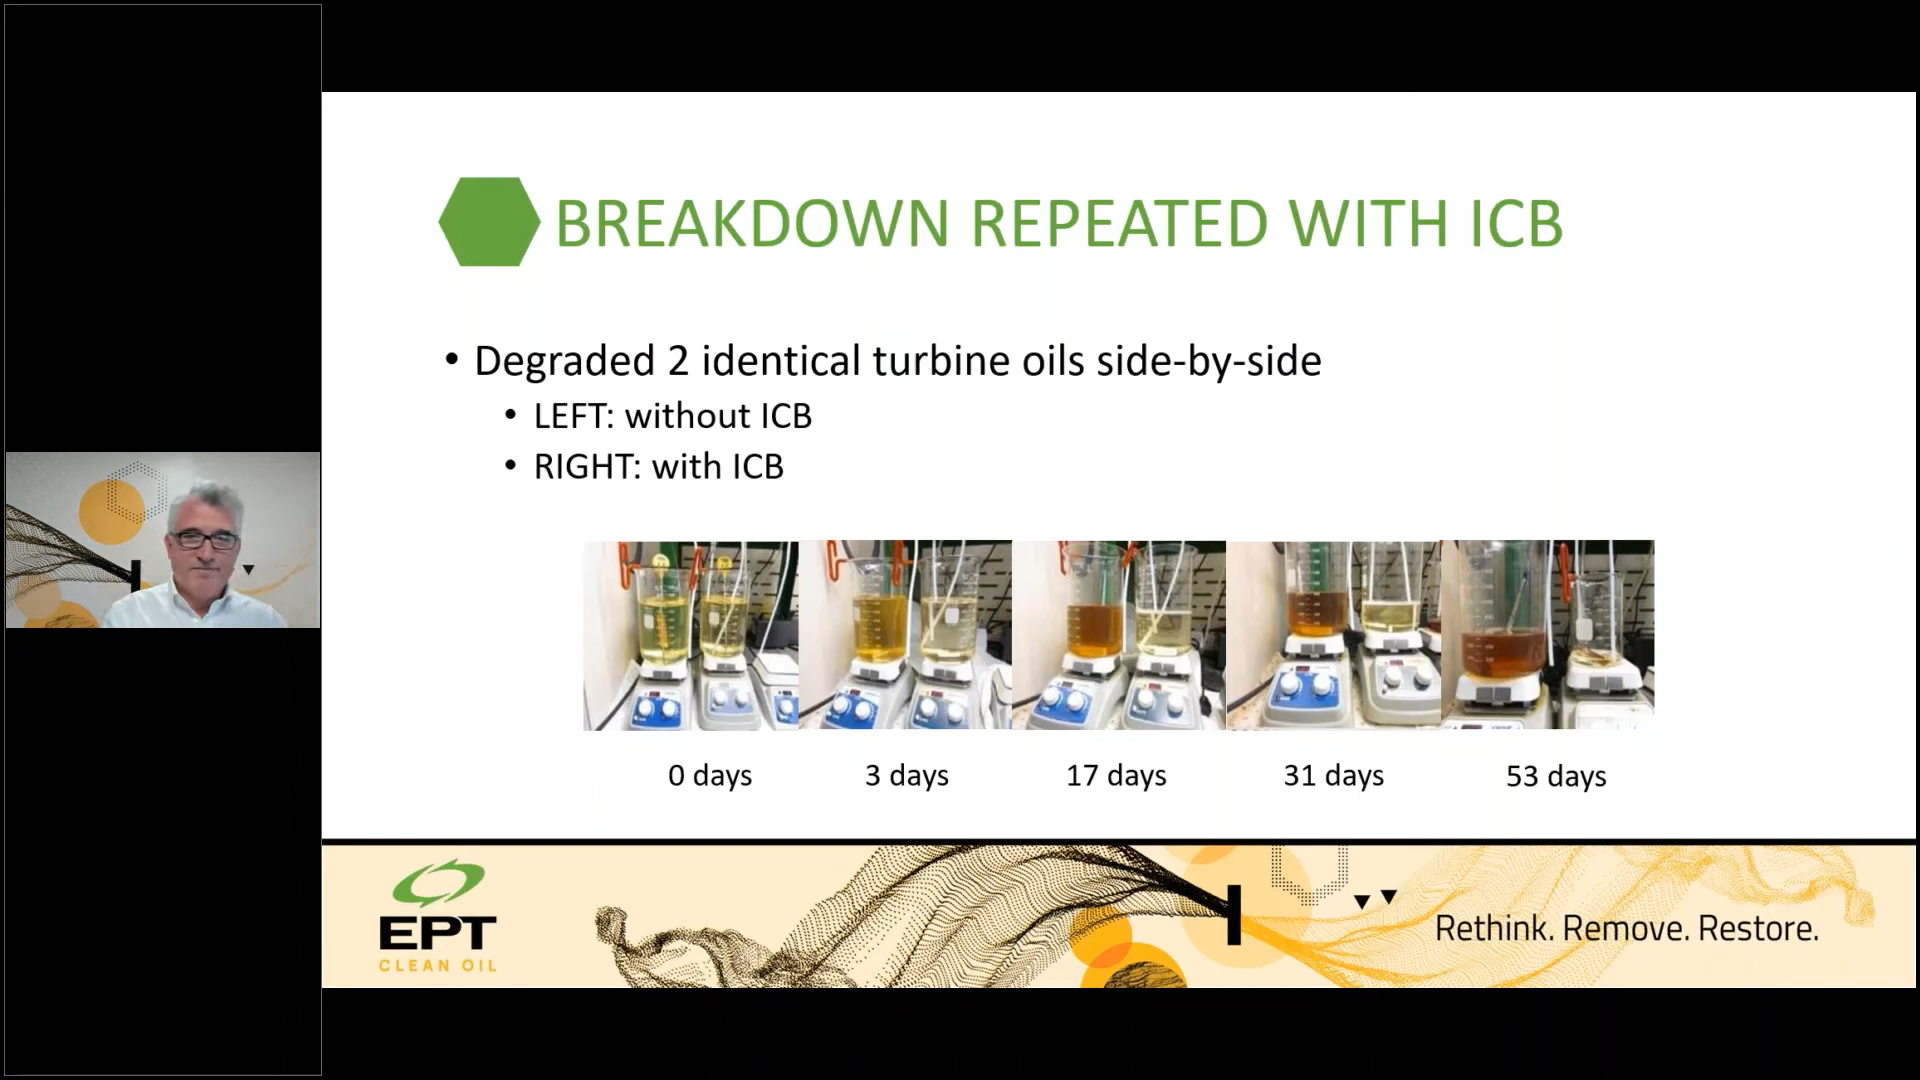 BREAKDOWN REPEATED WITH ICB
• Degraded 2 identical turbine oils side-by-side
• LEFT: without ICB
• RIGHT: with ICB
0 days
3 days
17 days
31 days
53 days
EPT
CLEAN OIL
Rethink. Remove. Restore.